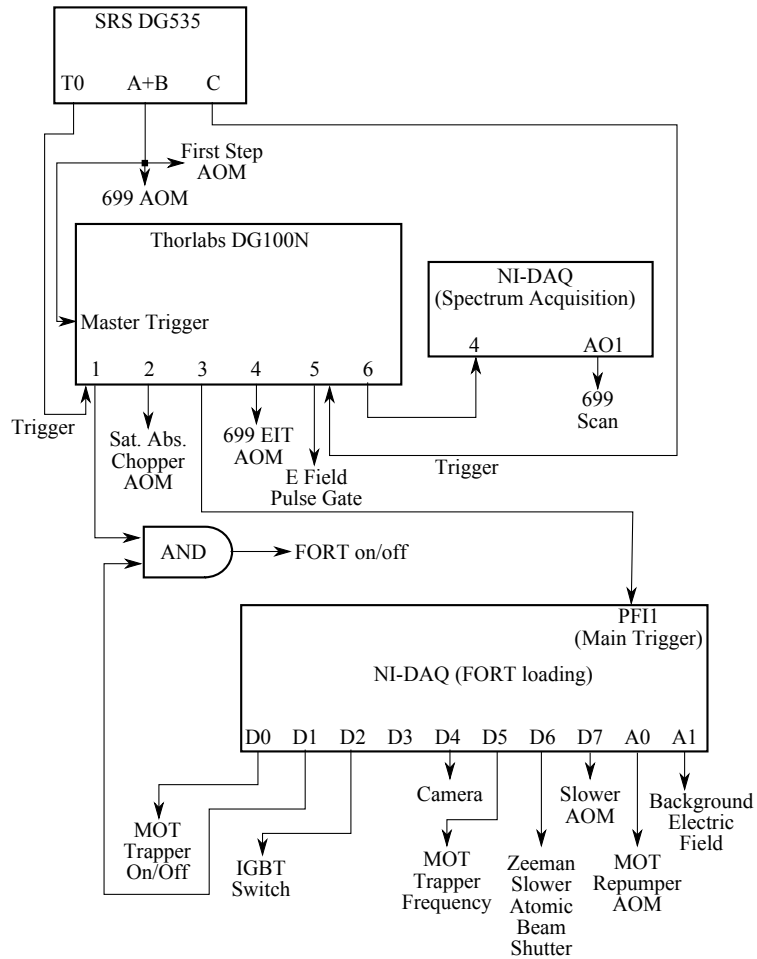 SRS DG535
T0 A+B C
First Step
AOM
699 AOM
Thorlabs DG100N
Master Trigger
1 2 3 4 5 6
NI-DAQ
(Spectrum Acquisition)
4 AO1
699
Scan
Trigger
Sat. Abs.
Chopper
AOM
699 EIT
AOM
E Field
Pulse Gate
Trigger
AND
FORT on/off
PFI1
(Main Trigger)
NI-DAQ (FORT loading)
D0 D1 D2 D3 D4 D5 D6 D7 A0 A1
MOT
Trapper
On/Off
IGBT
Switch
Camera
MOT
Trapper
Frequency
Zeeman
Slower
Atomic
Beam
Shutter
Slower
AOM
MOT
Repumper
AOM
Background
Electric
Field